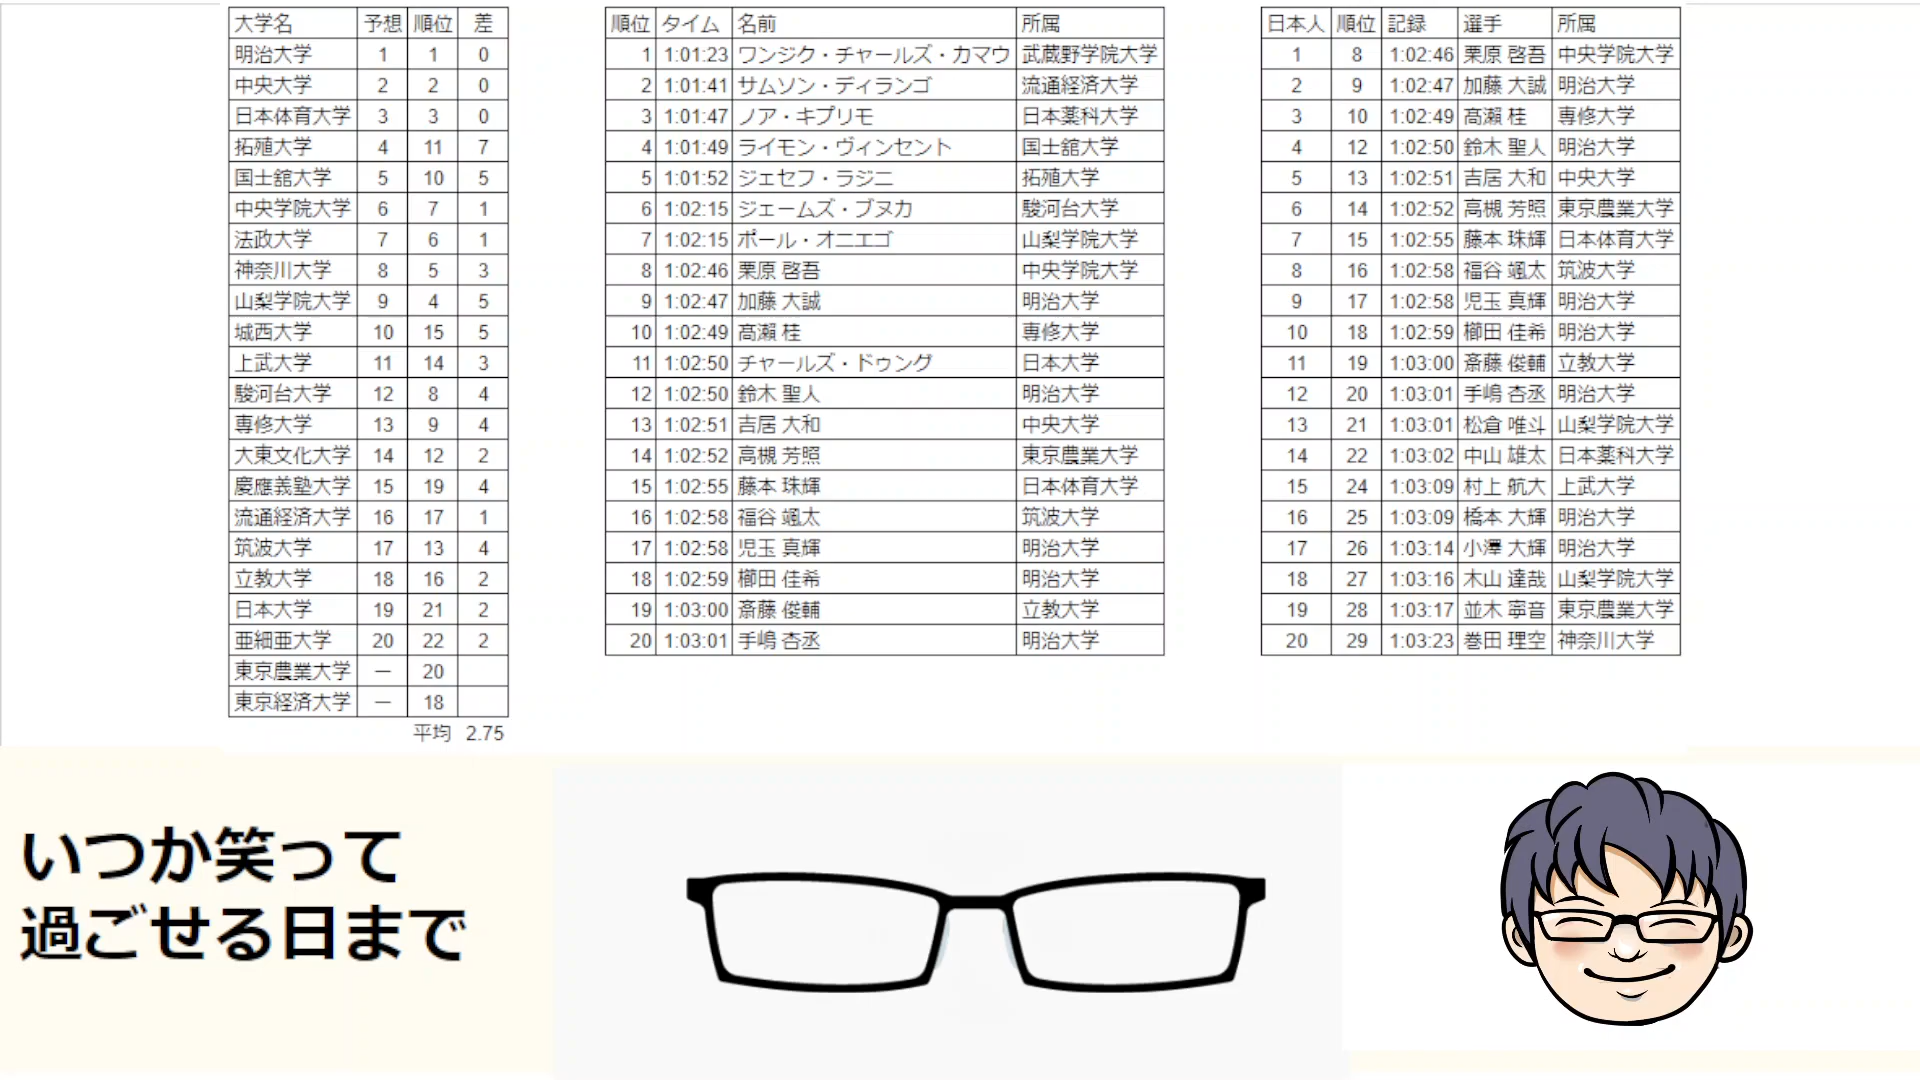 大学名 予想 順位 差
明治大学 1 1 0
中央大学 2 2 0
日本体育大学 3 3 0
拓殖大学 4 11 7
国士舘大学 5 10 5
中央学院大学 6 7 1
法政大学 7 6 1
神奈川大学 8 5 3
山梨学院大学 9 4 5
城西大学 10 15 5
上武大学 11 14 3
駿河台大学 12 8 4
専修大学 13 9 4
大東文化大学 14 12 2
慶應義塾大学 15 19 4
流通経済大学 16 17 1
筑波大学 17 13 4
立教大学 18 16 2
日本大学 19 21 2
亜細亜大学 20 22 2
東京農業大学 － 20
東京経済大学 － 18
平均 2.75
順位 タイム 名前 所属
1 1:01:23 ワンジク・チャールズ・カマウ 武蔵野学院大学
2 1:01:41 サムソン・ディランゴ 流通経済大学
3 1:01:47 ノア・キプリモ 日本薬科大学
4 1:01:49 ライモン・ヴィンセント 国士舘大学
5 1:01:52 ジェセフ・ラジニ 拓殖大学
6 1:02:15 ジェームズ・ブヌカ 駿河台大学
7 1:02:15 ポール・オニエゴ 山梨学院大学
8 1:02:46 栗原 啓吾 中央学院大学
9 1:02:47 加藤 大誠 明治大学
10 1:02:49 髙瀨 桂 専修大学
11 1:02:50 チャールズ・ドゥング 日本大学
12 1:02:50 鈴木 聖人 明治大学
13 1:02:51 吉居 大和 中央大学
14 1:02:52 高槻 芳照 東京農業大学
15 1:02:55 藤本 珠輝 日本体育大学
16 1:02:58 福谷 颯太 筑波大学
17 1:02:58 児玉 真輝 明治大学
18 1:02:59 櫛田 佳希 明治大学
19 1:03:00 斎藤 俊輔 立教大学
20 1:03:01 手嶋 杏丞 明治大学
日本人 順位 記録 選手 所属
1 8 1:02:46 栗原 啓吾 中央学院大学
2 9 1:02:47 加藤 大誠 明治大学
3 10 1:02:49 髙瀨 桂 専修大学
4 12 1:02:50 鈴木 聖人 明治大学
5 13 1:02:51 吉居 大和 中央大学
6 14 1:02:52 高槻 芳照 東京農業大学
7 15 1:02:55 藤本 珠輝 日本体育大学
8 16 1:02:58 福谷 颯太 筑波大学
9 17 1:02:58 児玉 真輝 明治大学
10 18 1:02:59 櫛田 佳希 明治大学
11 19 1:03:00 斎藤 俊輔 立教大学
12 20 1:03:01 手嶋 杏丞 明治大学
13 21 1:03:01 松倉 唯斗 山梨学院大学
14 22 1:03:02 中山 雄太 日本薬科大学
15 24 1:03:09 村上 航大 上武大学
16 25 1:03:09 橋本 大輝 明治大学
17 26 1:03:14 小澤 大輝 明治大学
18 27 1:03:16 木山 達哉 山梨学院大学
19 28 1:03:17 並木 寧音 東京農業大学
20 29 1:03:23 巻田 理空 神奈川大学
いつか笑って
過ごせる日まで